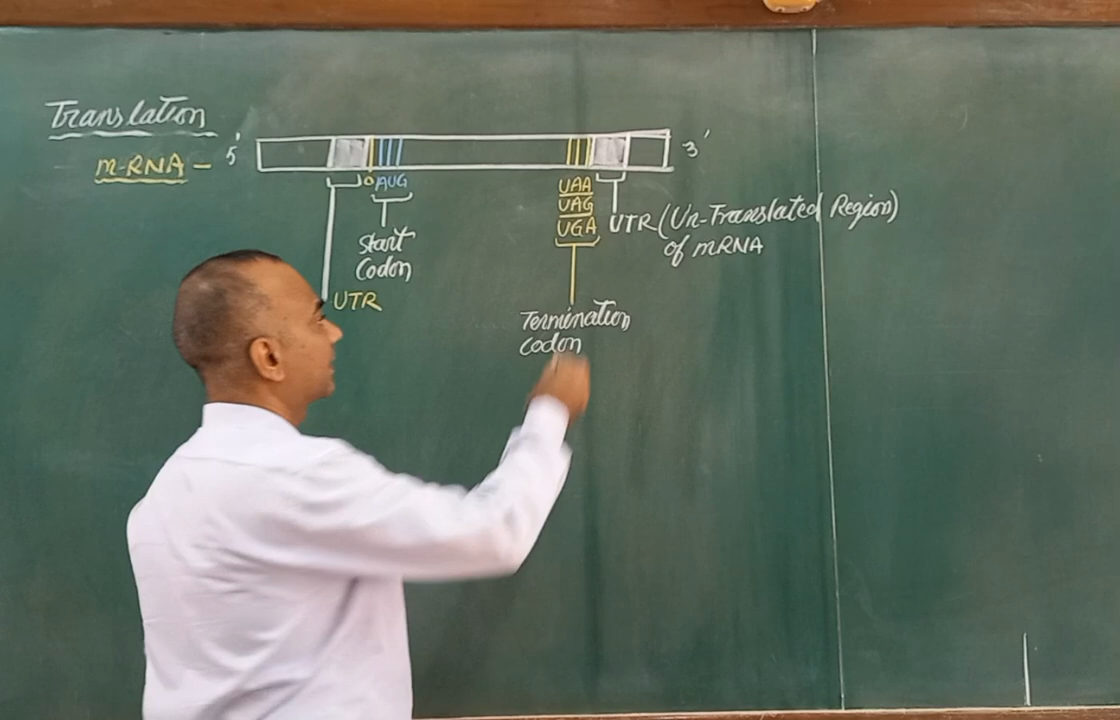 Translation
m-RNA –
5'
3'
AUG
Start
Codon
UTR
UAA
UAG
UGA
Termination
Codon
UTR (Un-Translated Region)
of mRNA